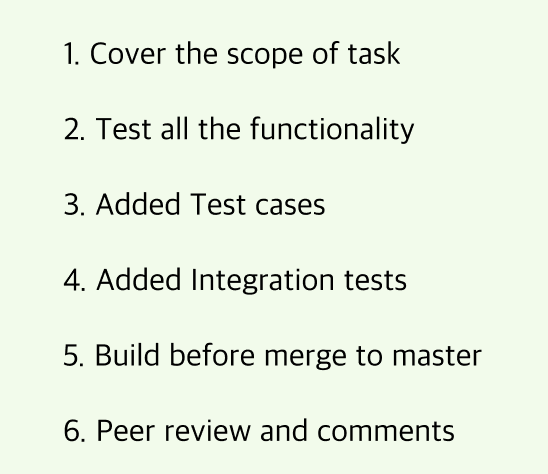 1. Cover the scope of task
2. Test all the functionality
3. Added Test cases
4. Added Integration tests
5. Build before merge to master
6. Peer review and comments